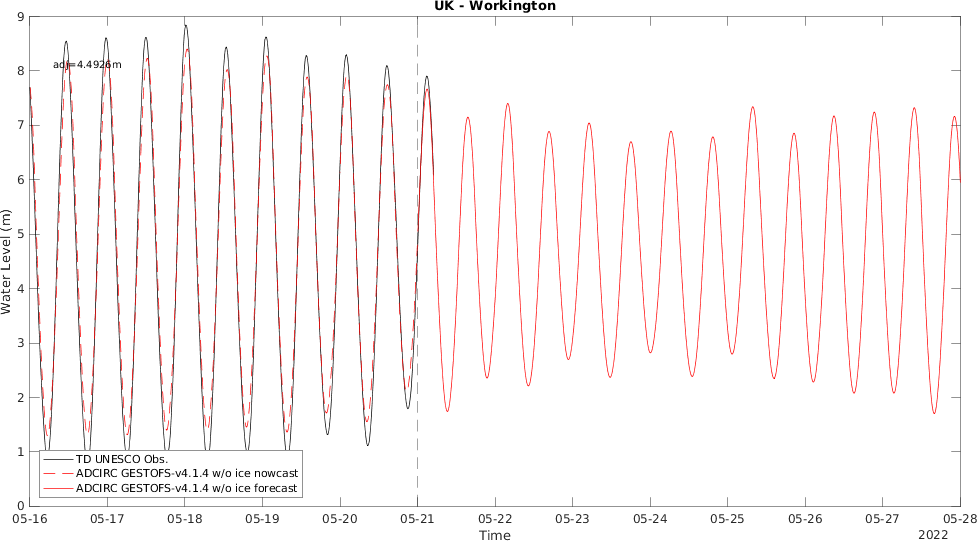 UK - Workington
9
8
7
6
5
4
3
2
1
0
Water Level (m)
adj=4.4926m
TD UNESCO Obs.
ADCIRC GESTOFS-v4.1.4 w/o ice nowcast
ADCIRC GESTOFS-v4.1.4 w/o ice forecast
05-16 05-17 05-18 05-19 05-20 05-21 05-22 05-23 05-24 05-25 05-26 05-27 05-28
Time
2022